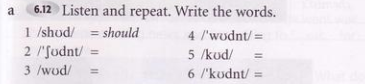 a 6.12 Listen and repeat. Write the words.
1 /ʃʊd/ = should
4 /ˈwʊdnt/ =
2 /ˈʃʊdnt/ =
5 /kʊd/ =
3 /wʊd/ =
6 /ˈkʊdnt/ =